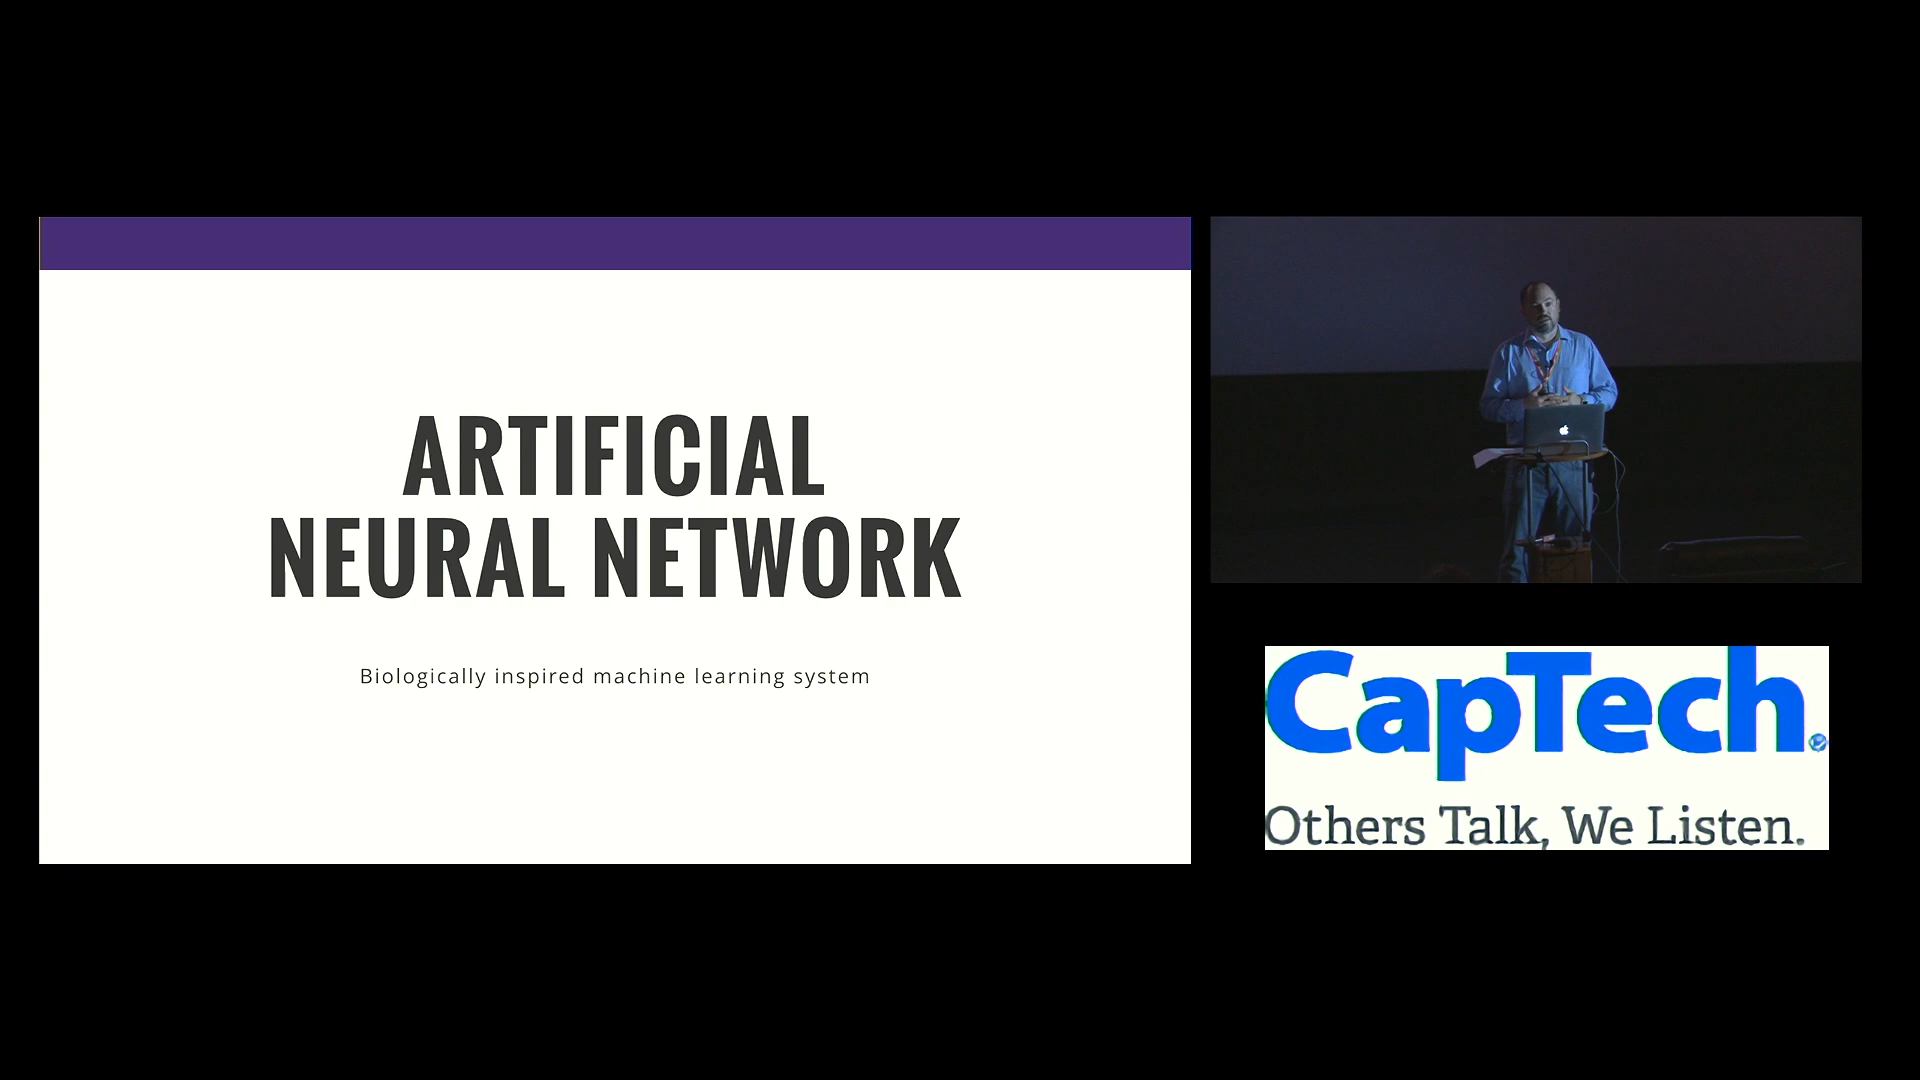 ARTIFICIAL
NEURAL NETWORK
Biologically inspired machine learning system
CapTech.
Others Talk, We Listen.